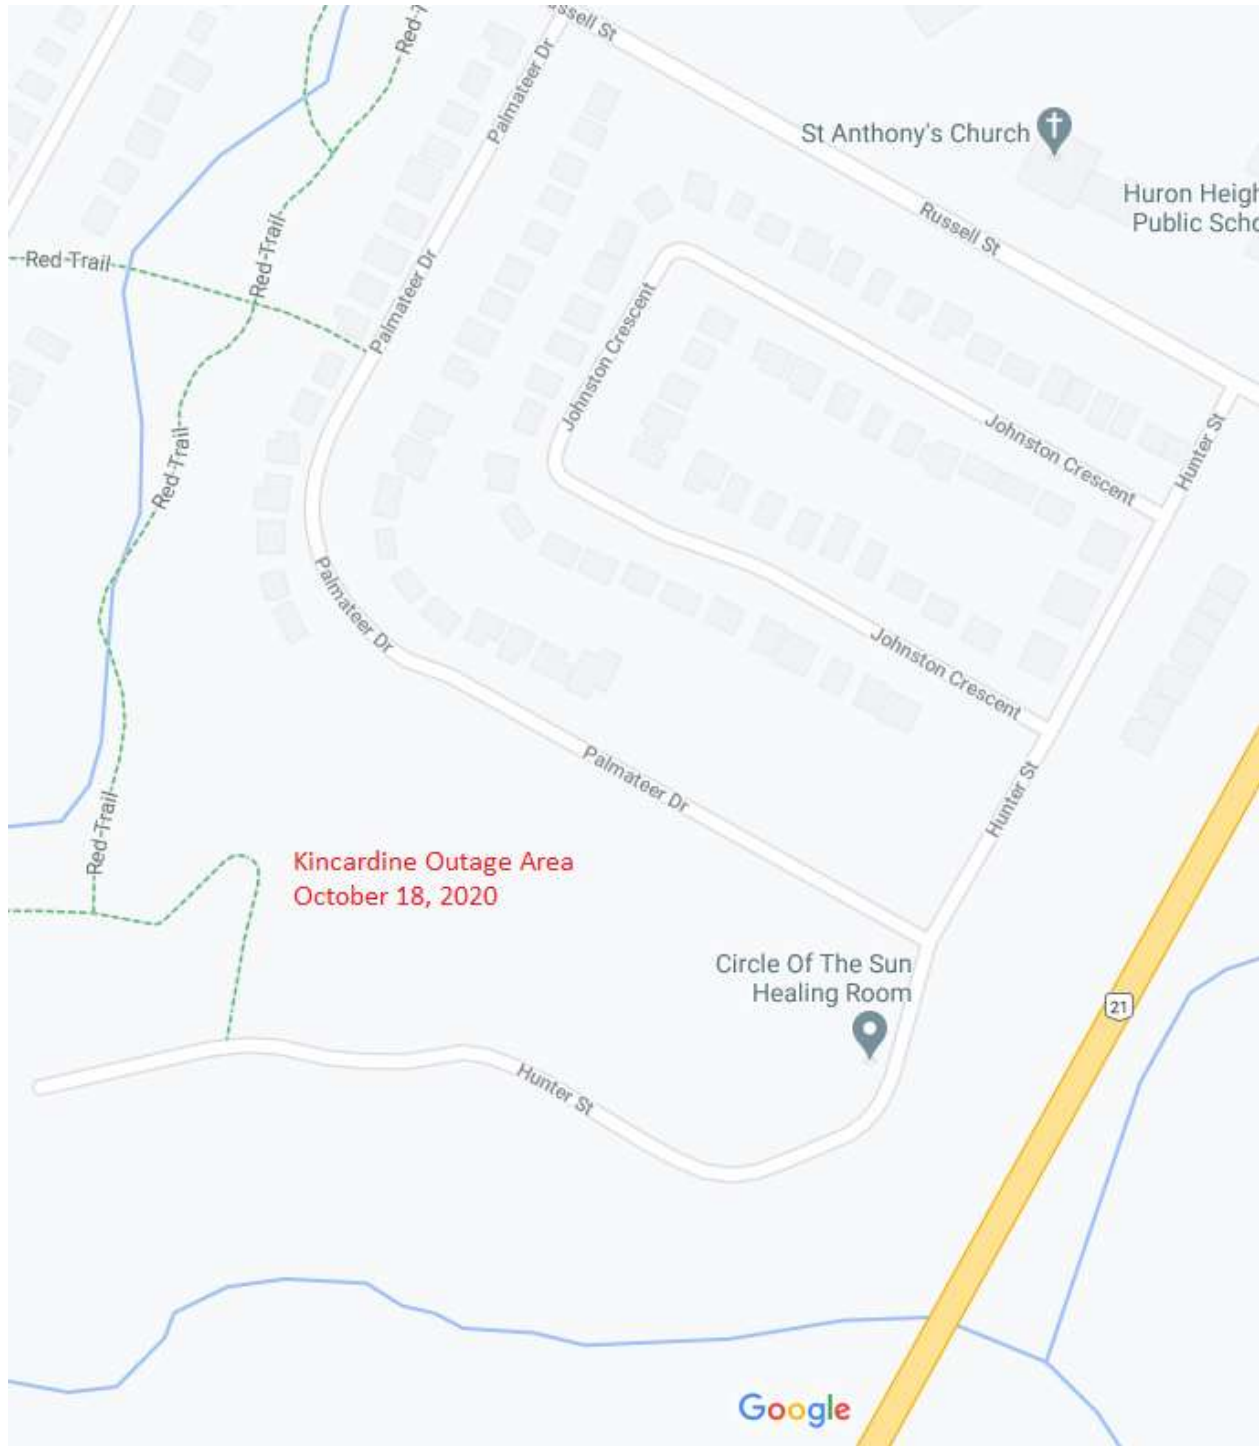 Russell St
Red-T
Palmateer Dr
St Anthony's Church
Huron Heigh
Public Scho
Russell St
Red-Trail
Red-Trail
Palmateer Dr
Johnston Crescent
Johnston Crescent
Hunter St
Red-Trail
Palmateer Dr
Johnston Crescent
Palmateer Dr
Hunter St
Red-Trail
Kincardine Outage Area
October 18, 2020
Circle Of The Sun
Healing Room
21
Hunter St
Google